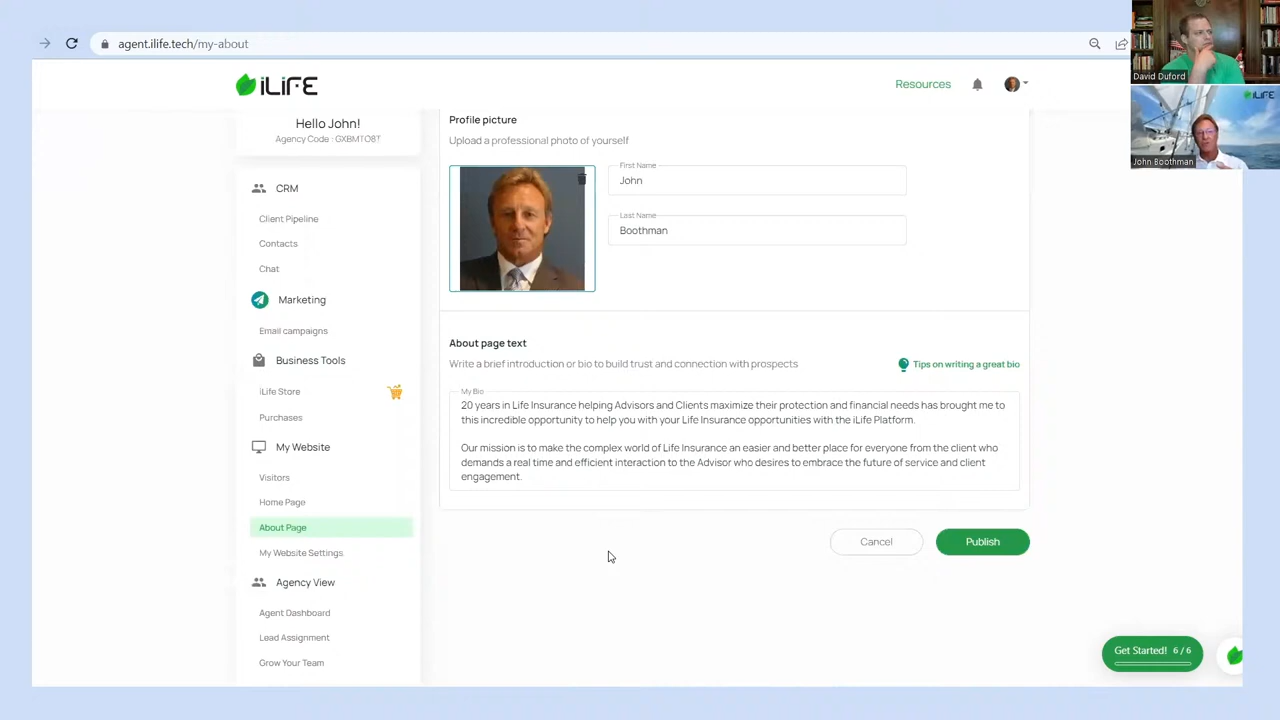 agent.ilife.tech/my-about
David Duford
iLiFE
John Boothman
iLiFE
Resources
Hello John!
Agency Code : GXBMTO8T
CRM
Client Pipeline
Contacts
Chat
Marketing
Email campaigns
Business Tools
iLife Store
Purchases
My Website
Visitors
Home Page
About Page
My Website Settings
Agency View
Agent Dashboard
Lead Assignment
Grow Your Team
Profile picture
Upload a professional photo of yourself
First Name
John
Last Name
Boothman
About page text
Write a brief introduction or bio to build trust and connection with prospects
Tips on writing a great bio
My Bio
20 years in Life Insurance helping Advisors and Clients maximize their protection and financial needs has brought me to
this incredible opportunity to help you with your Life Insurance opportunities with the iLife Platform.
Our mission is to make the complex world of Life Insurance an easier and better place for everyone from the client who
demands a real time and efficient interaction to the Advisor who desires to embrace the future of service and client
engagement.
Cancel
Publish
Get Started! 6 / 6